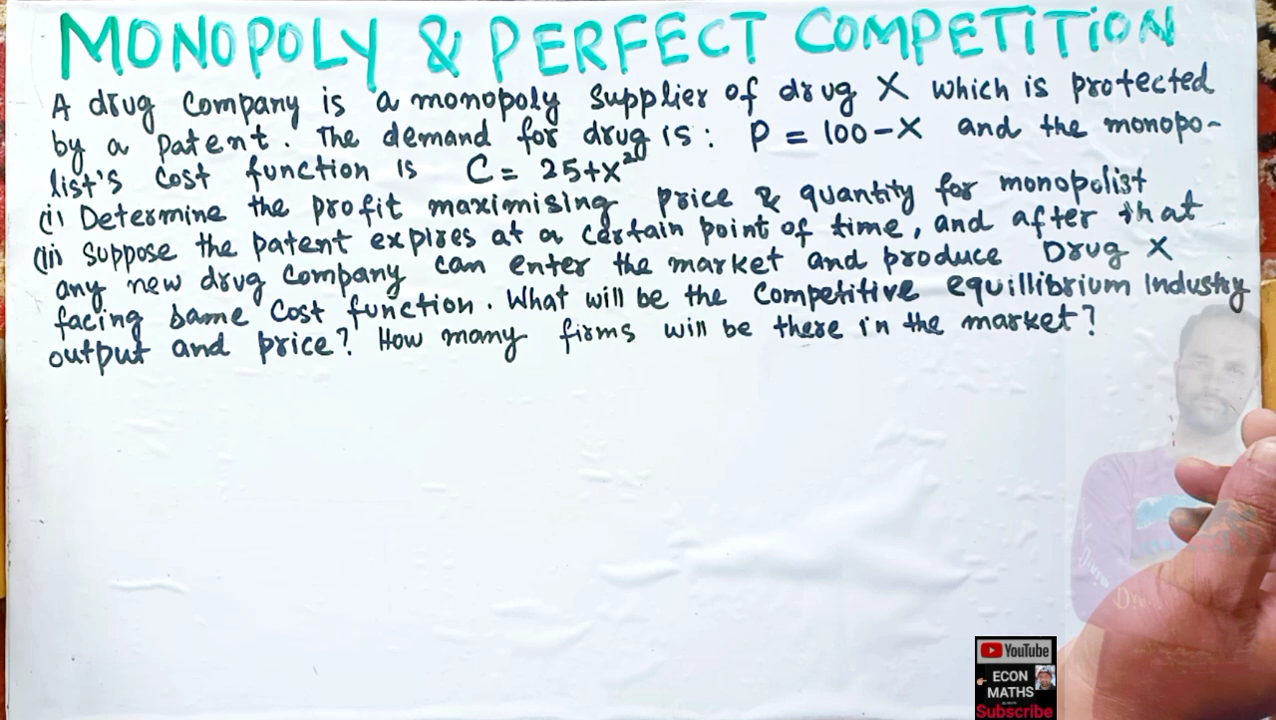 MONOPOLY & PERFECT COMPETITION
A drug Company is a monopoly supplier of drug X which is protected
by a patent. The demand for drug is: P = 100-X and the monopo-
list's cost function is C = 25+X²
(i) Determine the profit maximising price & quantity for monopolist
(ii) Suppose the patent expires at a certain point of time, and after that
any new drug Company can enter the market and produce Drug X
facing same Cost function. What will be the Competitive equillibrium Industry
output and price? How many firms will be there in the market?
YouTube
ECON
MATHS
Subscribe